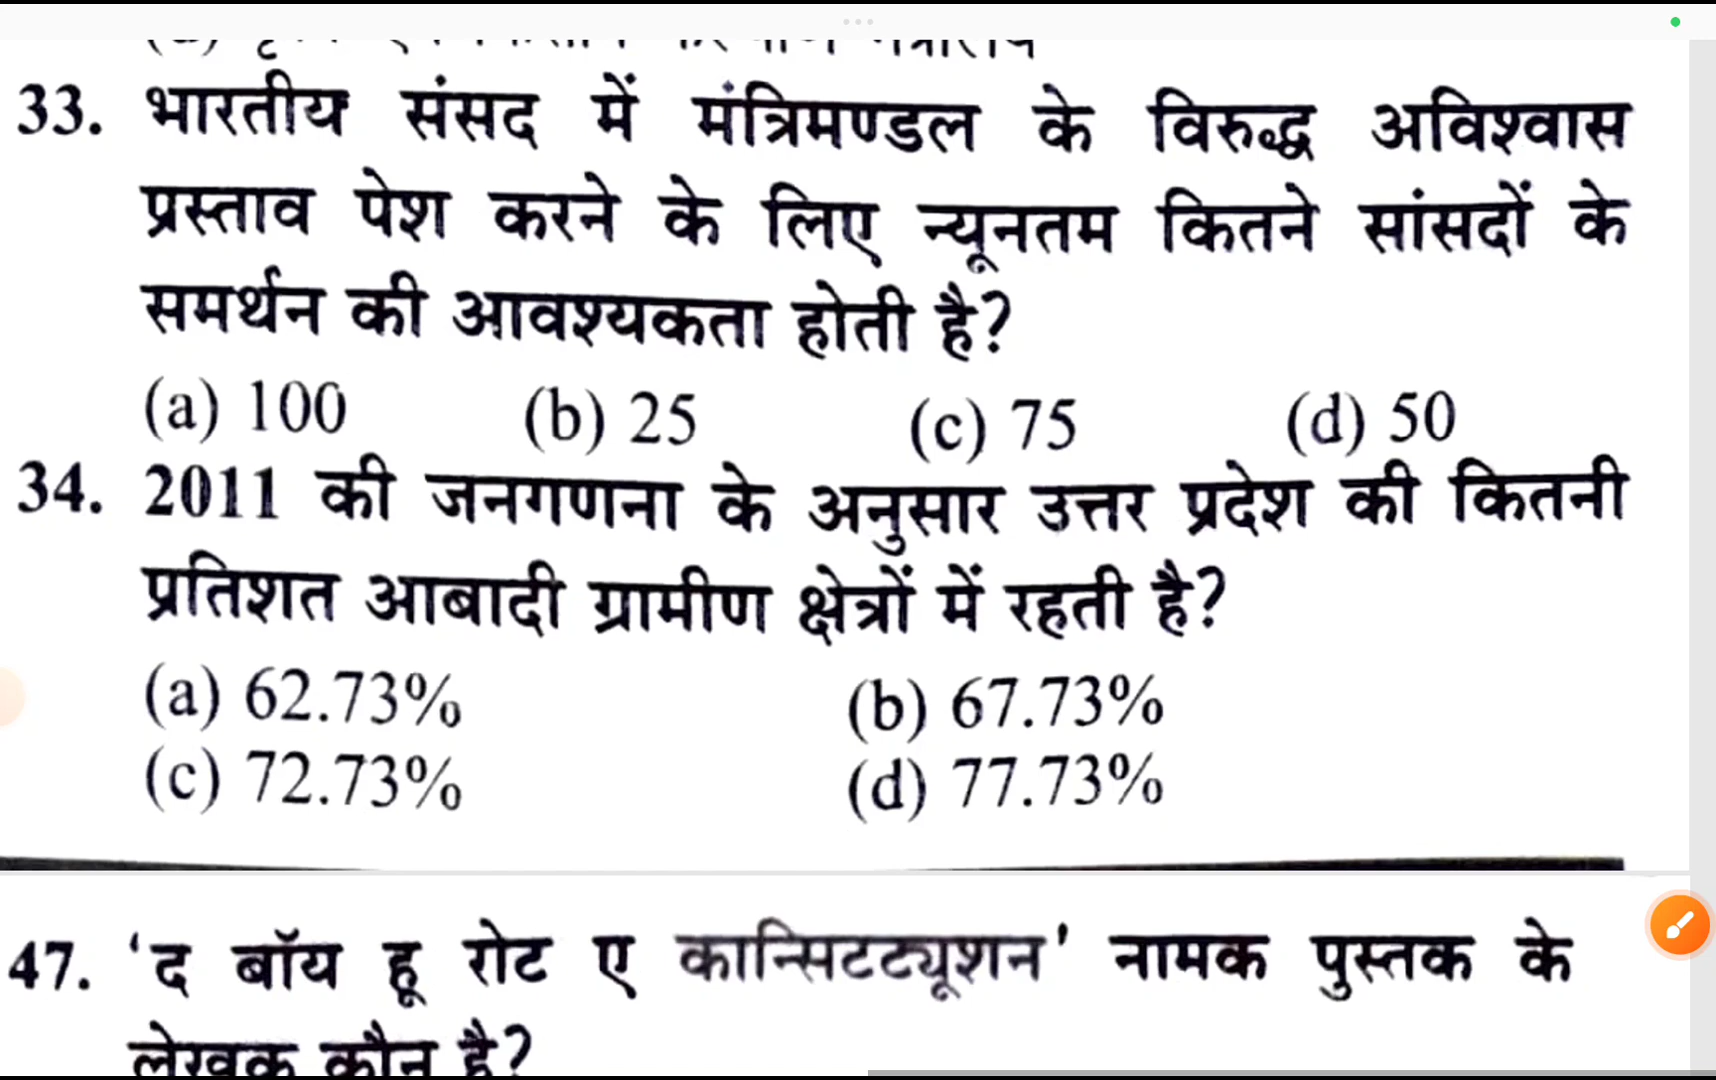 33. भारतीय संसद में मंत्रिमण्डल के विरुद्ध अविश्वास
प्रस्ताव पेश करने के लिए न्यूनतम कितने सांसदों के
समर्थन की आवश्यकता होती है?
(a) 100 (b) 25 (c) 75 (d) 50
34. 2011 की जनगणना के अनुसार उत्तर प्रदेश की कितनी
प्रतिशत आबादी ग्रामीण क्षेत्रों में रहती है?
(a) 62.73% (b) 67.73%
(c) 72.73% (d) 77.73%
47. 'द बॉय हू रोट ए कान्सिटट्यूशन' नामक पुस्तक के
लेखक कौन है?